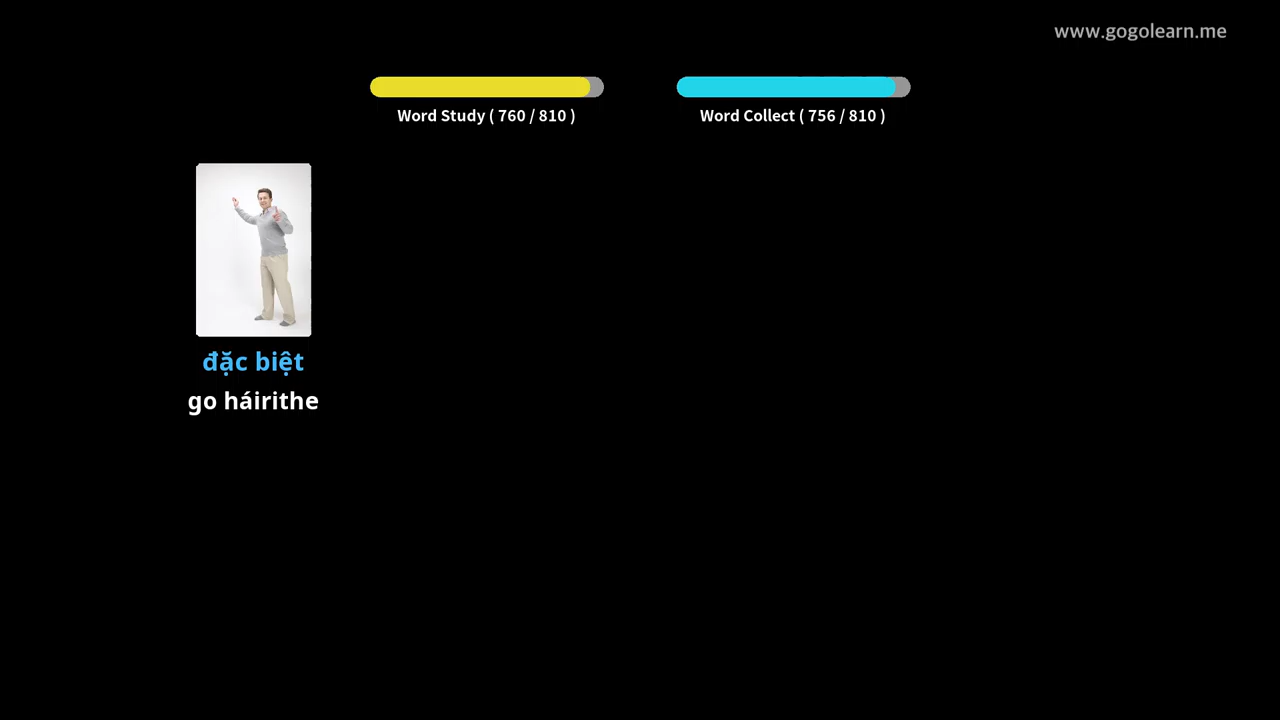 www.gogolearn.me
Word Study ( 760 / 810 )
Word Collect ( 756 / 810 )
đặc biệt
go háirithe